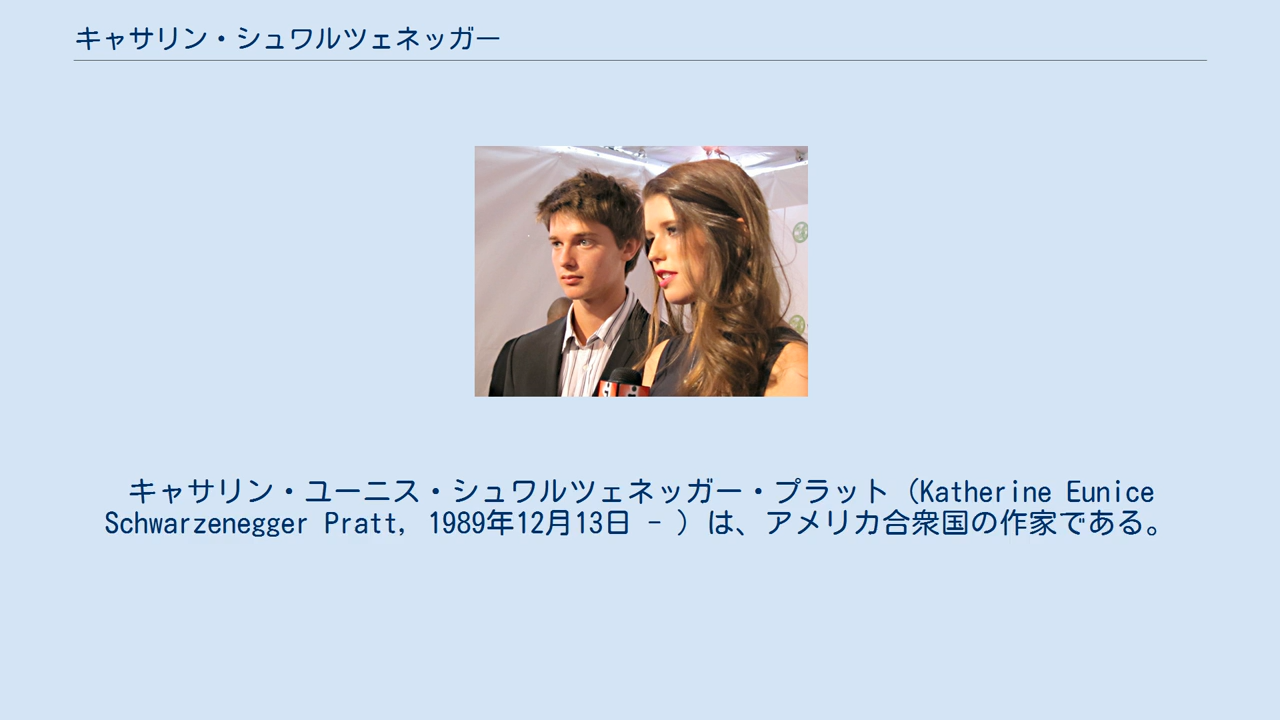 キャサリン・シュワルツェネッガー
キャサリン・ユーニス・シュワルツェネッガー・プラット（Katherine Eunice
Schwarzenegger Pratt, 1989年12月13日 - ）は、アメリカ合衆国の作家である。